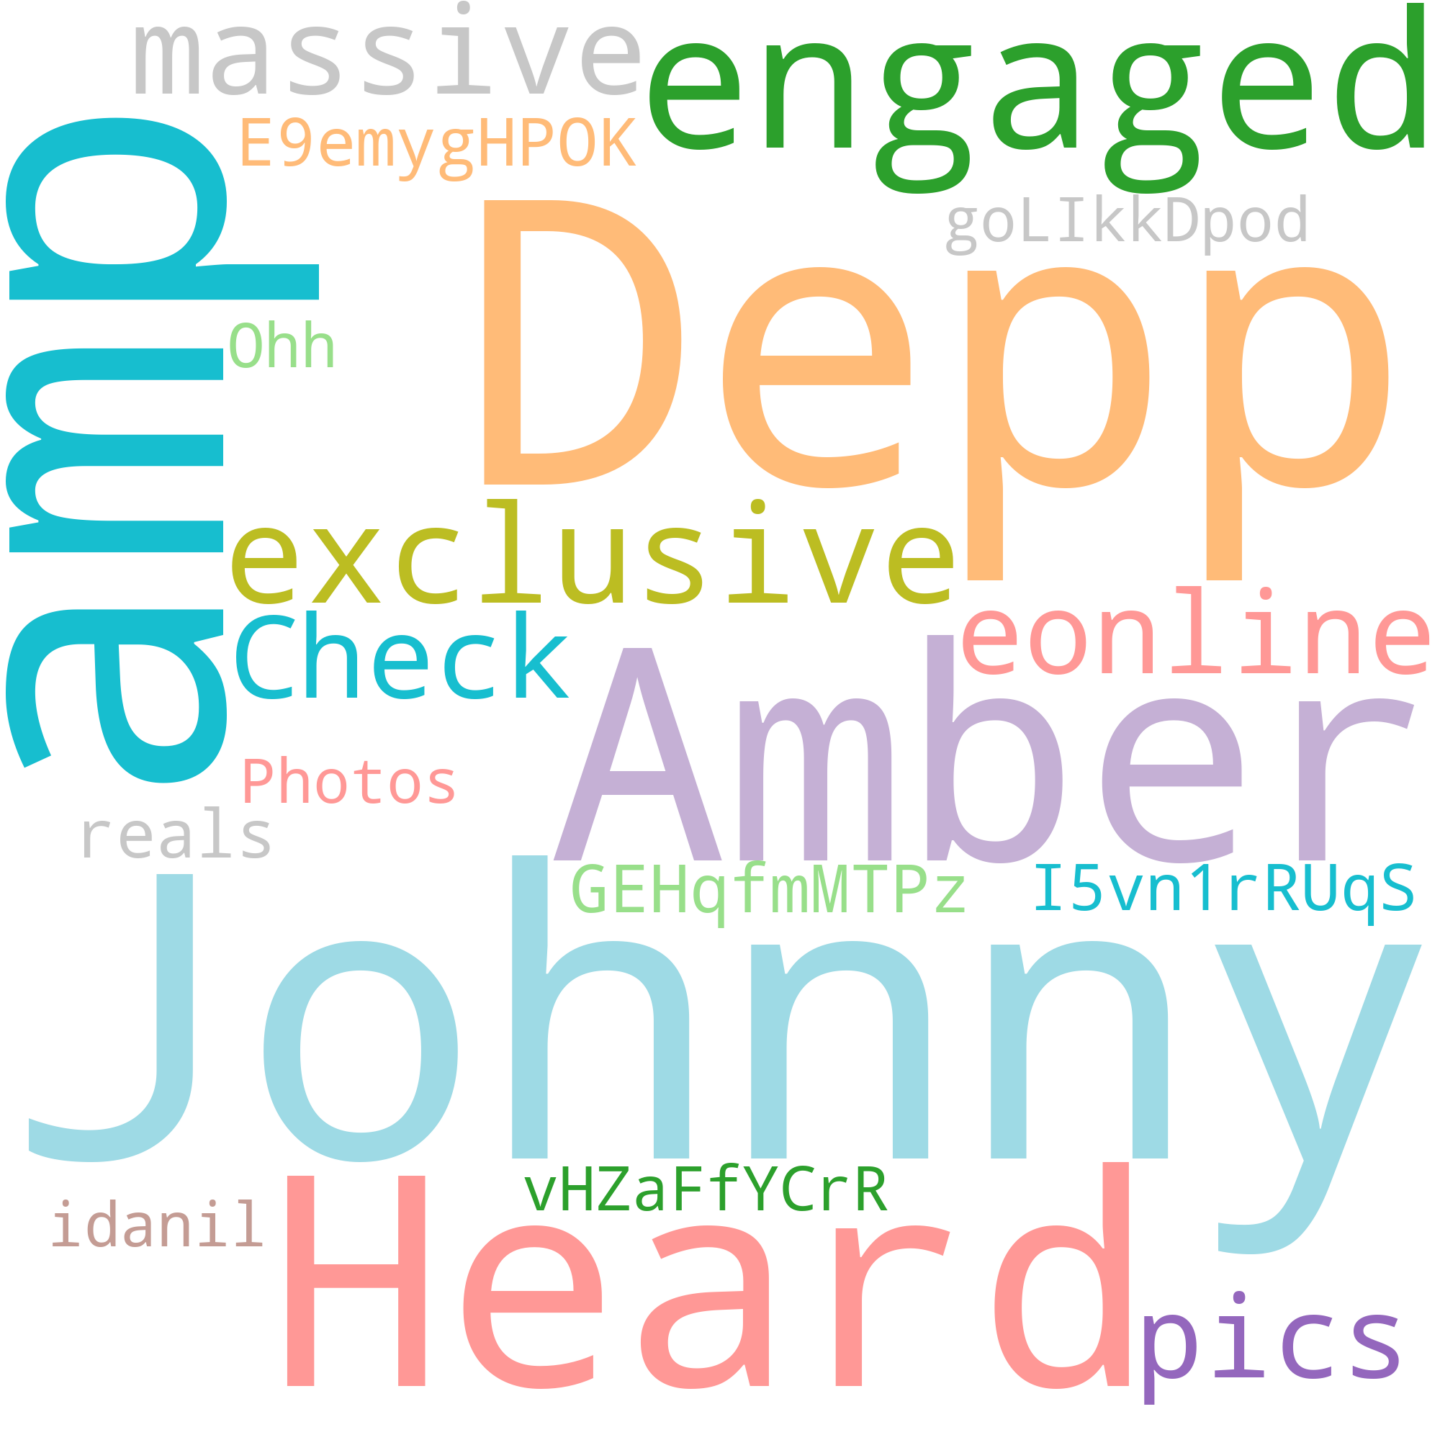 massive
engaged
E9emygHPOK
goLIkkDpod
amp
Depp
Ohh
exclusive
Check
eonline
Amber
Photos
reals
GEHqfmMTPz
I5vn1rRUqS
Johnny
vHZaFfYCrR
idanil
Heard
pics